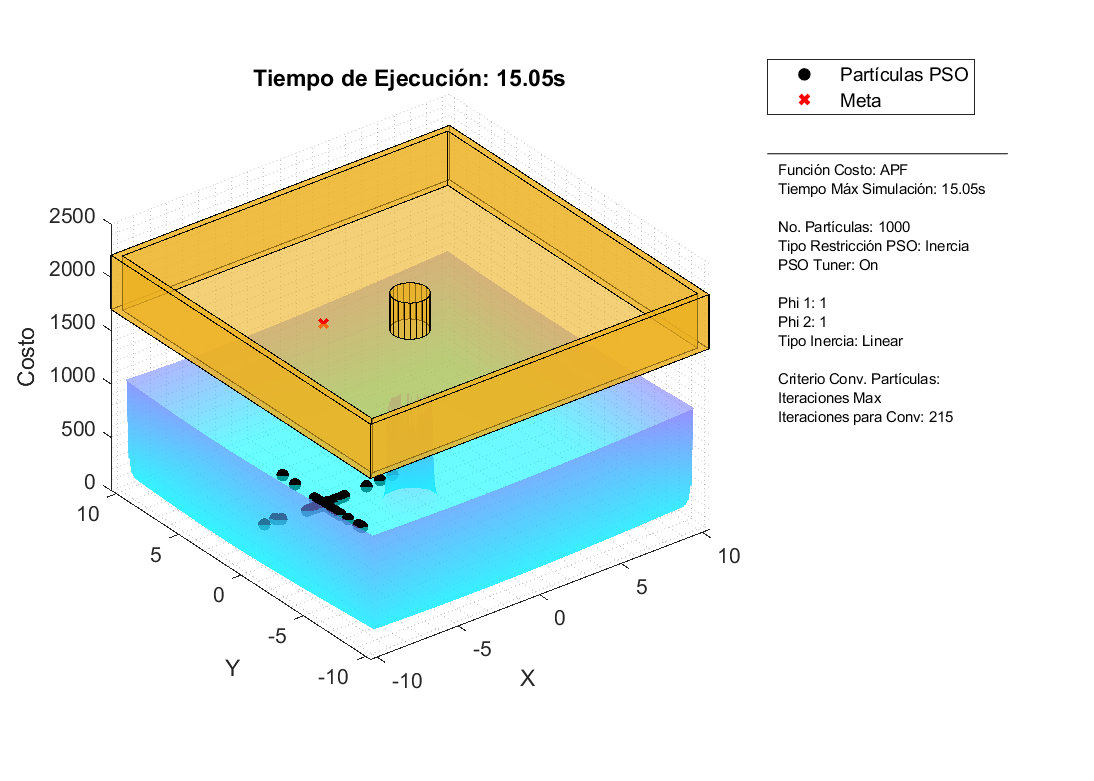 Tiempo de Ejecución: 15.05s
Partículas PSO
Meta
Función Costo: APF
Tiempo Máx Simulación: 15.05s
No. Partículas: 1000
Tipo Restricción PSO: Inercia
PSO Tuner: On
Phi 1: 1
Phi 2: 1
Tipo Inercia: Linear
Criterio Conv. Partículas:
Iteraciones Max
Iteraciones para Conv: 215
Costo
2500
2000
1500
1000
500
0
10
5
0
-5
-10
Y
-10
-5
0
5
10
X